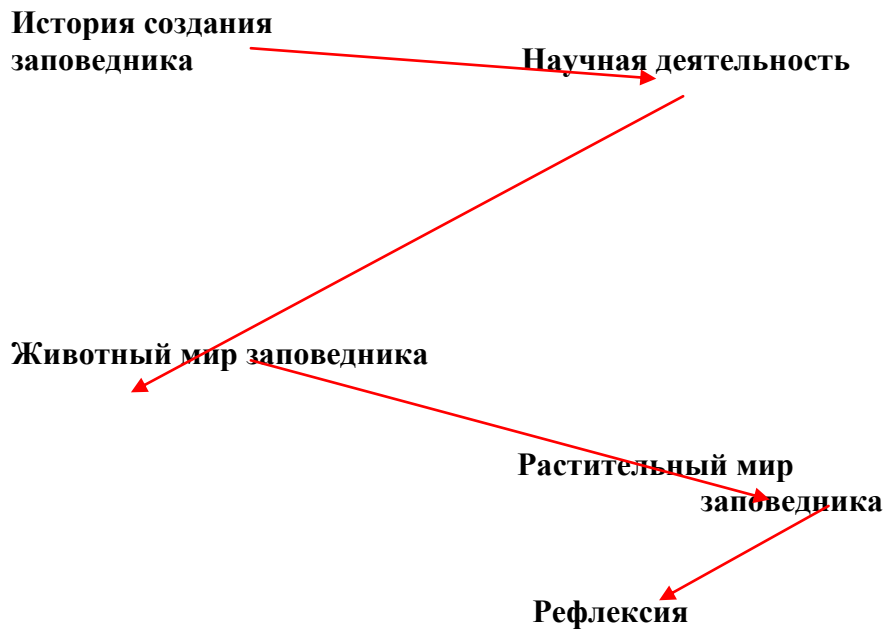 История создания
заповедника
Научная деятельность
Животный мир заповедника
Растительный мир
заповедника
Рефлексия